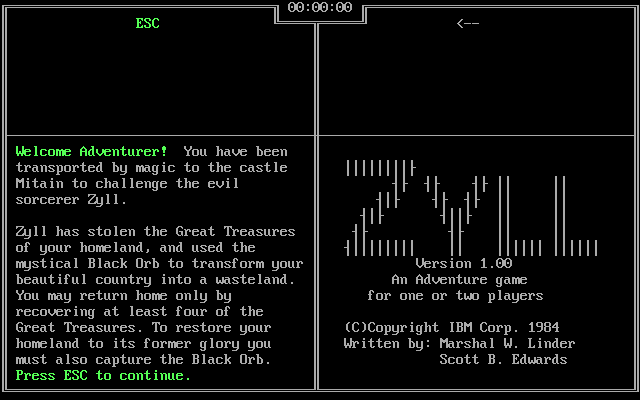 00:00:00
ESC
<--
Welcome Adventurer!  You have been
transported by magic to the castle
Mitain to challenge the evil
sorcerer Zyll.
Zyll has stolen the Great Treasures
of your homeland, and used the
mystical Black Orb to transform your
beautiful country into a wasteland.
You may return home only by
recovering at least four of the
Great Treasures. To restore your
homeland to its former glory you
must also capture the Black Orb.
Press ESC to continue.
ZYLL
Version 1.00
An Adventure game
for one or two players
(C)Copyright IBM Corp. 1984
Written by: Marshal W. Linder
Scott B. Edwards